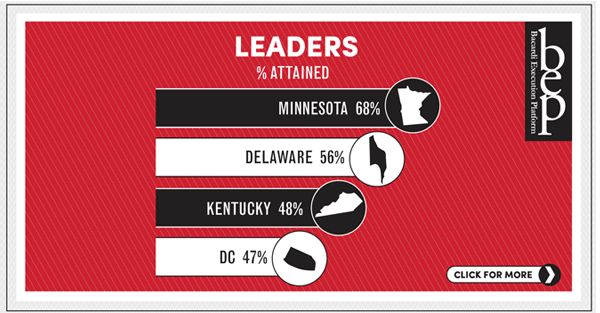 LEADERS
% ATTAINED
MINNESOTA 68%
DELAWARE 56%
KENTUCKY 48%
DC 47%
bep
Bacardi Execution Platform
CLICK FOR MORE